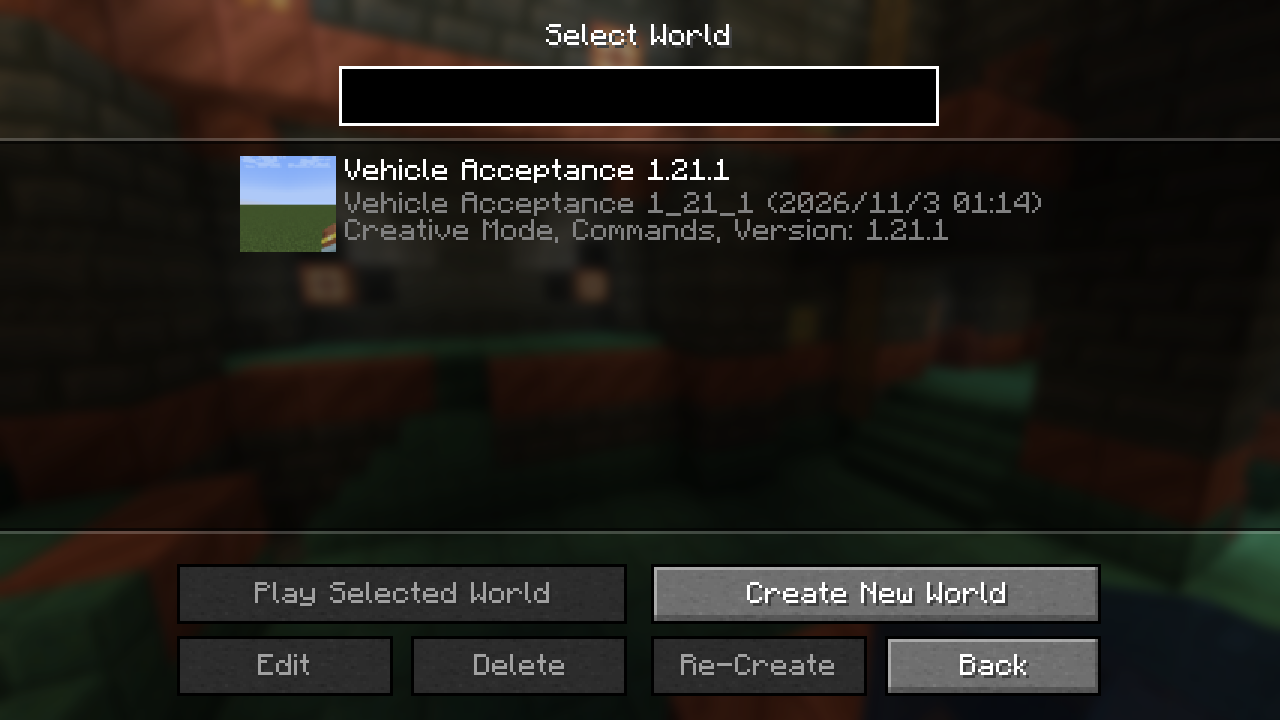 Select World
Vehicle Acceptance 1.21.1
Vehicle Acceptance 1_21_1 (2026/11/3 01:14)
Creative Mode, Commands, Version: 1.21.1
Play Selected World
Create New World
Edit
Delete
Re-Create
Back